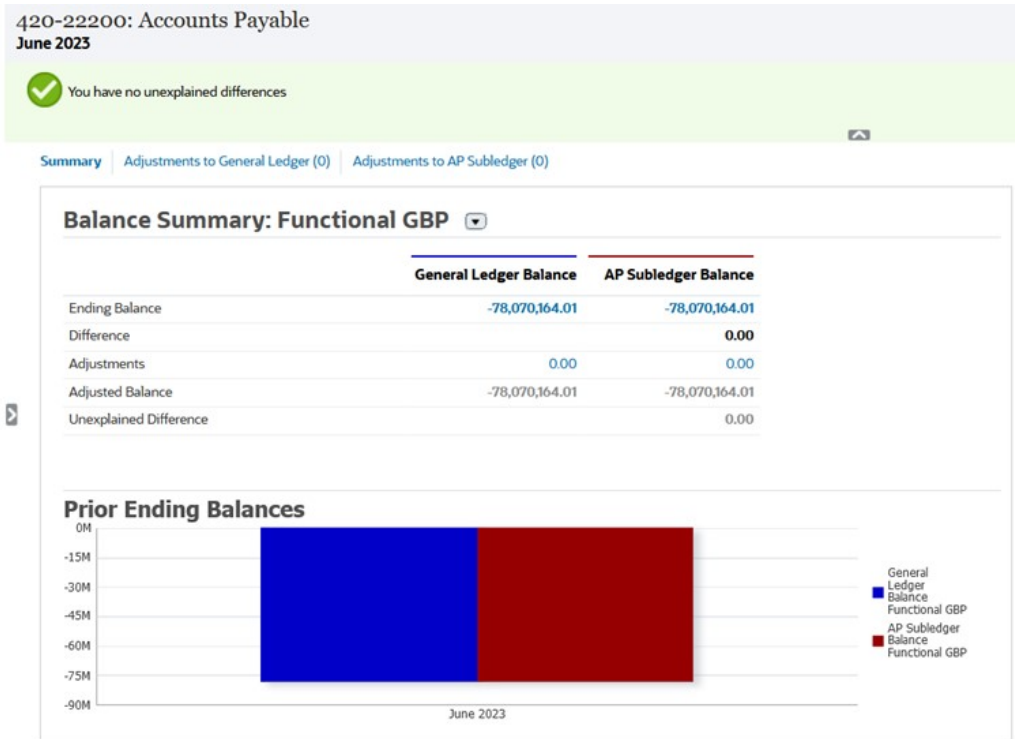 420-22200: Accounts Payable
June 2023
You have no unexplained differences
Summary Adjustments to General Ledger (0) Adjustments to AP Subledger (0)
Balance Summary: Functional GBP
General Ledger Balance AP Subledger Balance
Ending Balance -78,070,164.01 -78,070,164.01
Difference 0.00
Adjustments 0.00 0.00
Adjusted Balance -78,070,164.01 -78,070,164.01
Unexplained Difference 0.00
Prior Ending Balances
0M
-15M
-30M
-45M
-60M
-75M
-90M
June 2023
General
Ledger
Balance
Functional GBP
AP Subledger
Balance
Functional GBP